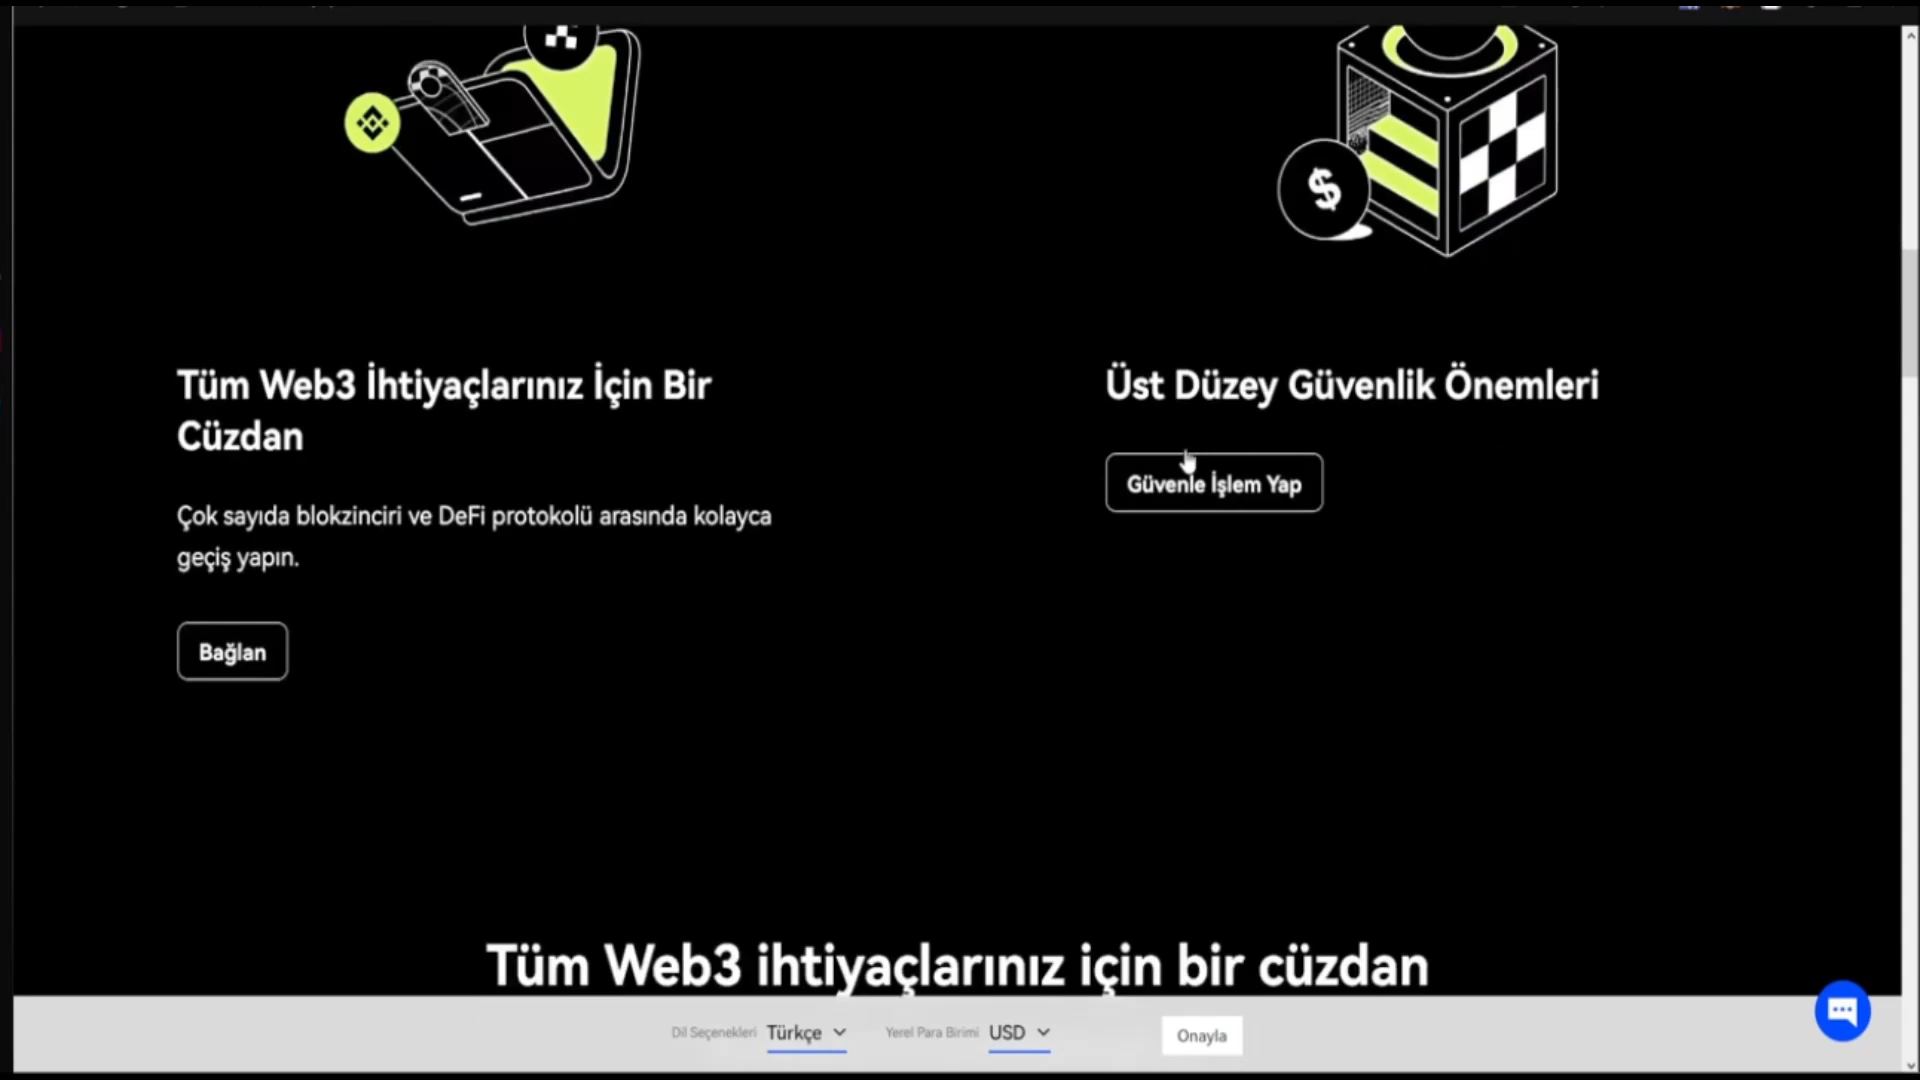 Tüm Web3 İhtiyaçlarınız İçin Bir
Cüzdan
Çok sayıda blokzinciri ve DeFi protokolü arasında kolayca
geçiş yapın.
Bağlan
$
Üst Düzey Güvenlik Önemleri
Güvenle İşlem Yap
Tüm Web3 ihtiyaçlarınız için bir cüzdan
Dil Seçenekleri Türkçe Yerel Para Birimi USD Onayla